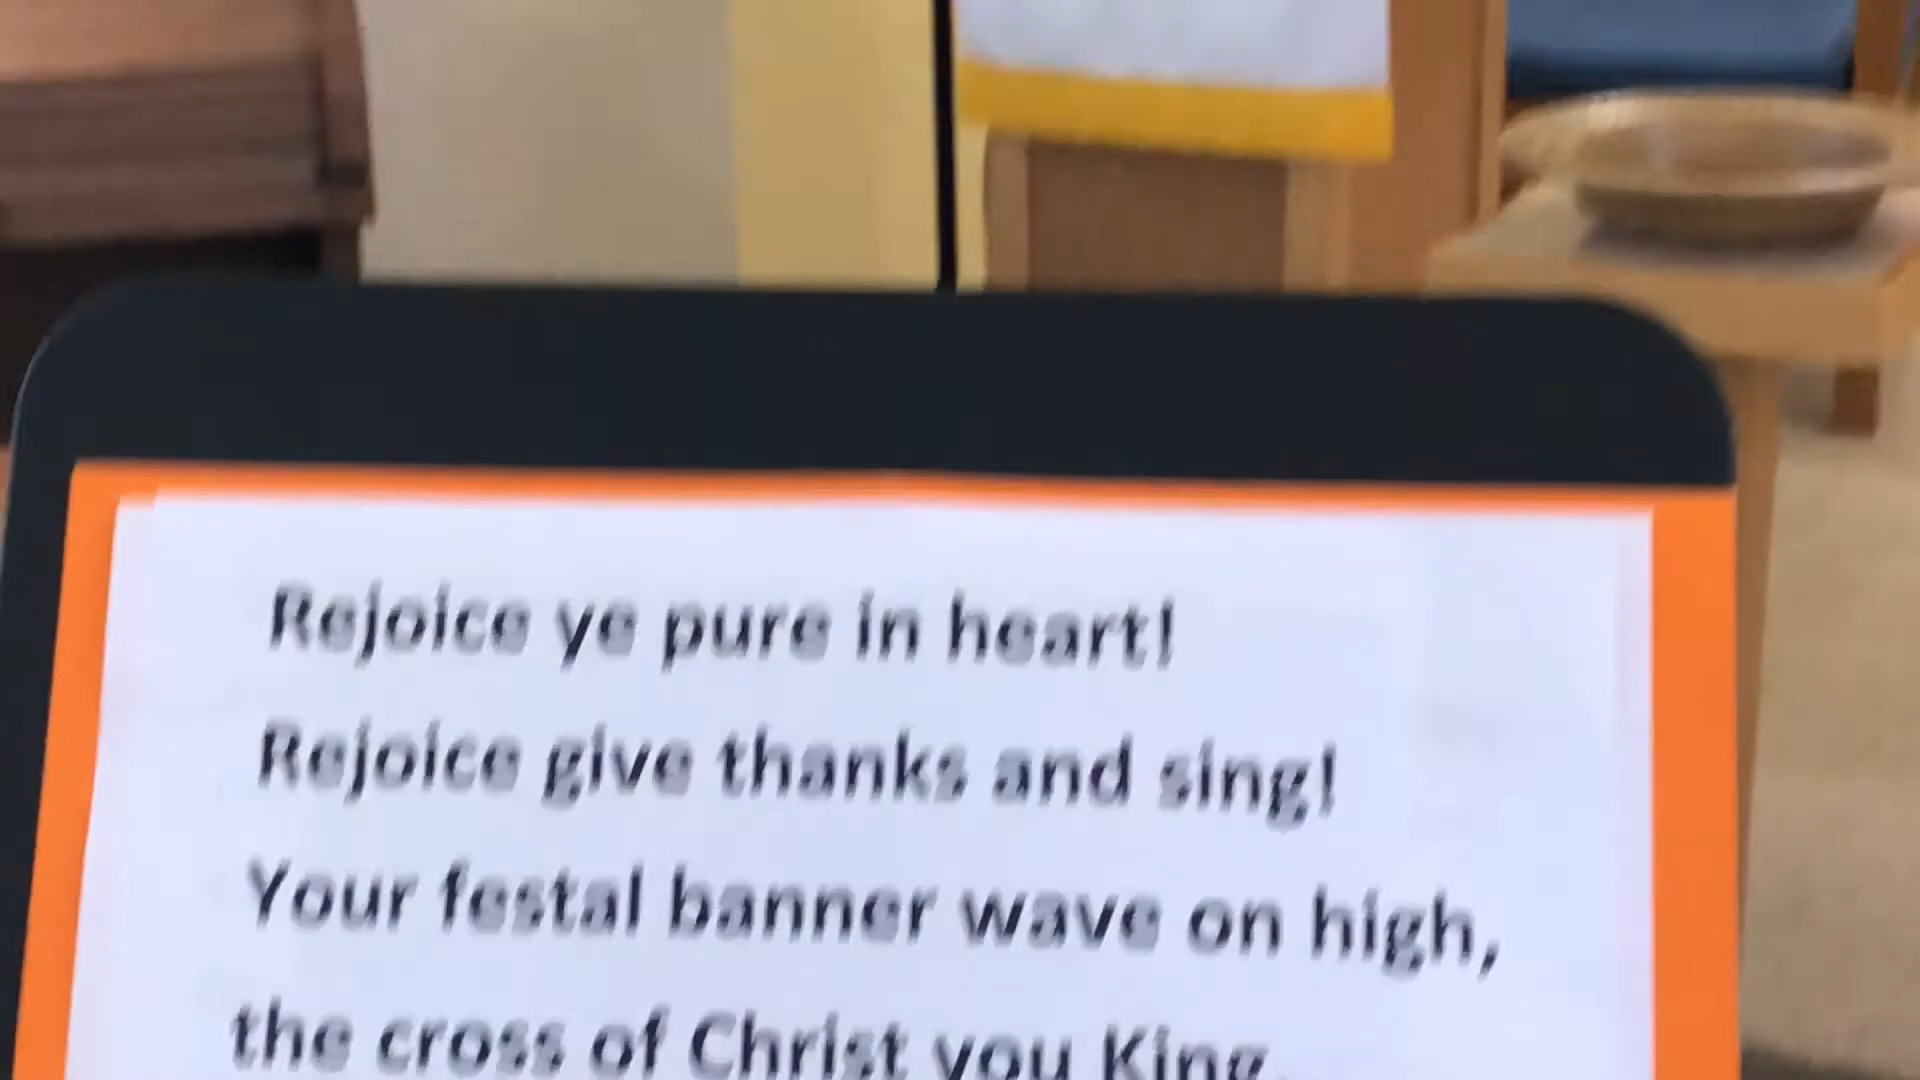 Rejoice ye pure in heart!
Rejoice give thanks and sing!
Your festal banner wave on high,
the cross of Christ you King.